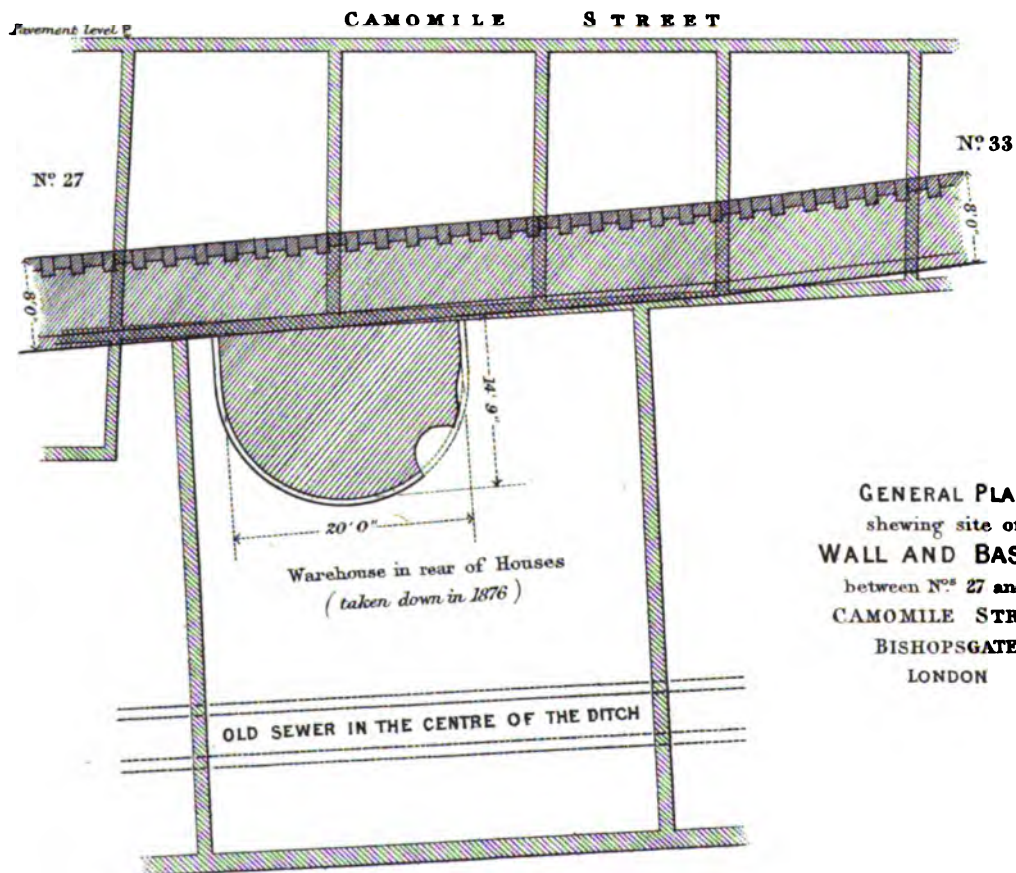 CAMOMILE STREET
Pavement level
Nº 27
Nº 33
8'0"
8'0"
14' 9"
20' 0"
Warehouse in rear of Houses
( taken down in 1876 )
OLD SEWER IN THE CENTRE OF THE DITCH
GENERAL PLA
shewing site of
WALL AND BAS
between Nos 27 an
CAMOMILE STR
BISHOPSGATE
LONDON